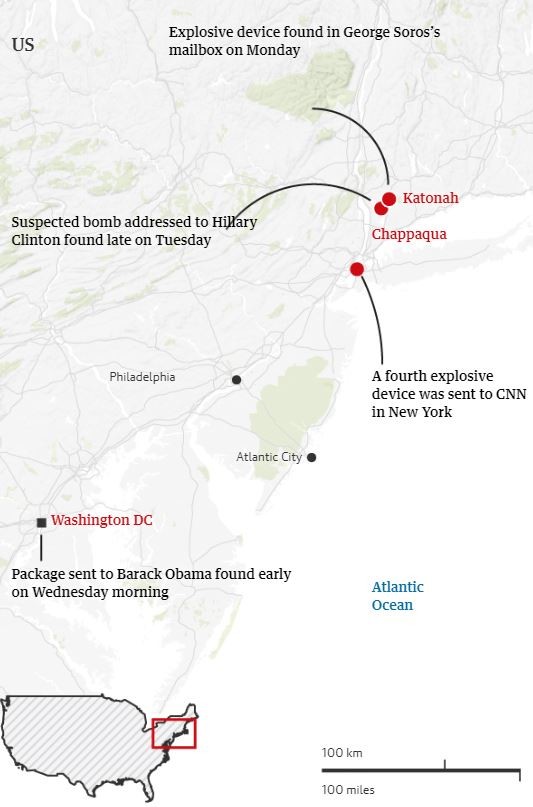 Explosive device found in George Soros's
mailbox on Monday
US
Katonah
Suspected bomb addressed to Hillary
Clinton found late on Tuesday
Chappaqua
Philadelphia
A fourth explosive
device was sent to CNN
in New York
Atlantic City
Washington DC
Package sent to Barack Obama found early
on Wednesday morning
Atlantic
Ocean
100 km
100 miles